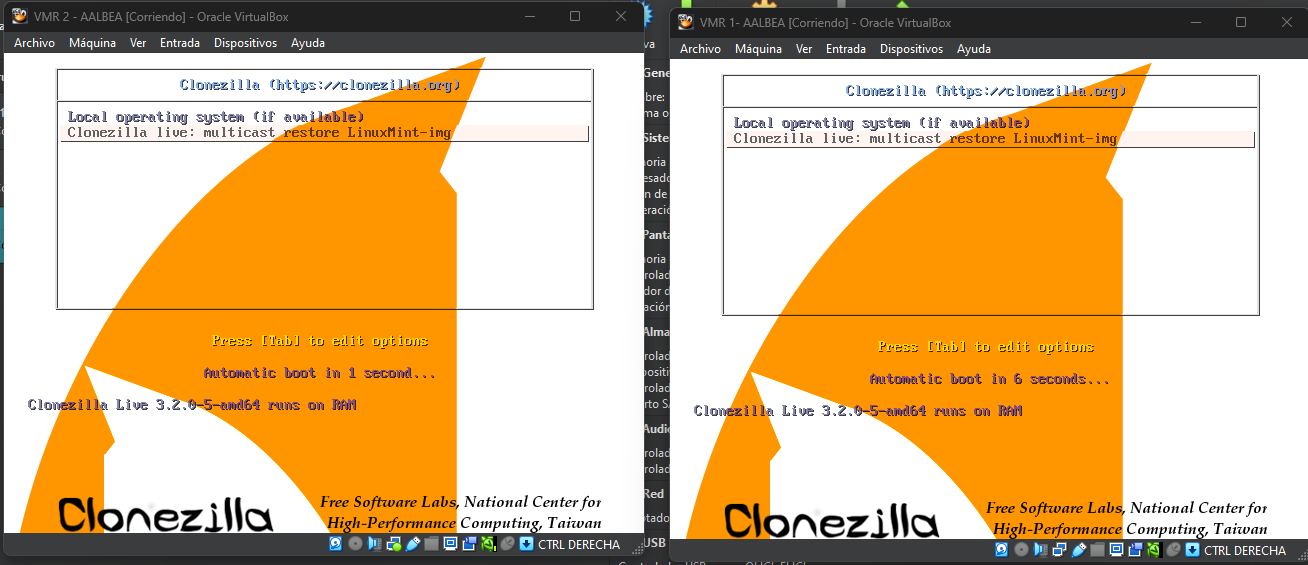 VMR 2 - AALBEA [Corriendo] - Oracle VirtualBox
Archivo Máquina Ver Entrada Dispositivos Ayuda
Clonezilla (https://clonezilla.org)
Local operating system (if available)
Clonezilla live: multicast restore LinuxMint-img
Press [Tab] to edit options
Automatic boot in 1 second...
Clonezilla Live 3.2.0-5-amd64 runs on RAM
Clonezilla
Free Software Labs, National Center for
High-Performance Computing, Taiwan
CTRL DERECHA
VMR 1- AALBEA [Corriendo] - Oracle VirtualBox
Archivo Máquina Ver Entrada Dispositivos Ayuda
Clonezilla (https://clonezilla.org)
Local operating system (if available)
Clonezilla live: multicast restore LinuxMint-img
Press [Tab] to edit options
Automatic boot in 6 seconds...
Clonezilla Live 3.2.0-5-amd64 runs on RAM
Clonezilla
Free Software Labs, National Center for
High-Performance Computing, Taiwan
CTRL DERECHA
Red
USB